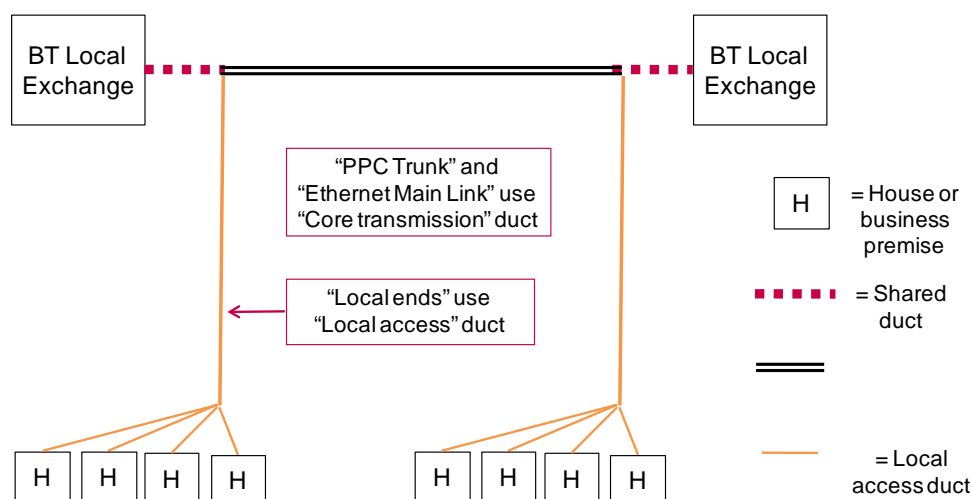 BT Local
Exchange
BT Local
Exchange
“PPC Trunk” and
“Ethernet Main Link” use
“Core transmission” duct
“Local ends” use
“Local access” duct
H
= House or
business
premise
= Shared
duct
= Local
access duct
H H H H
H H H H